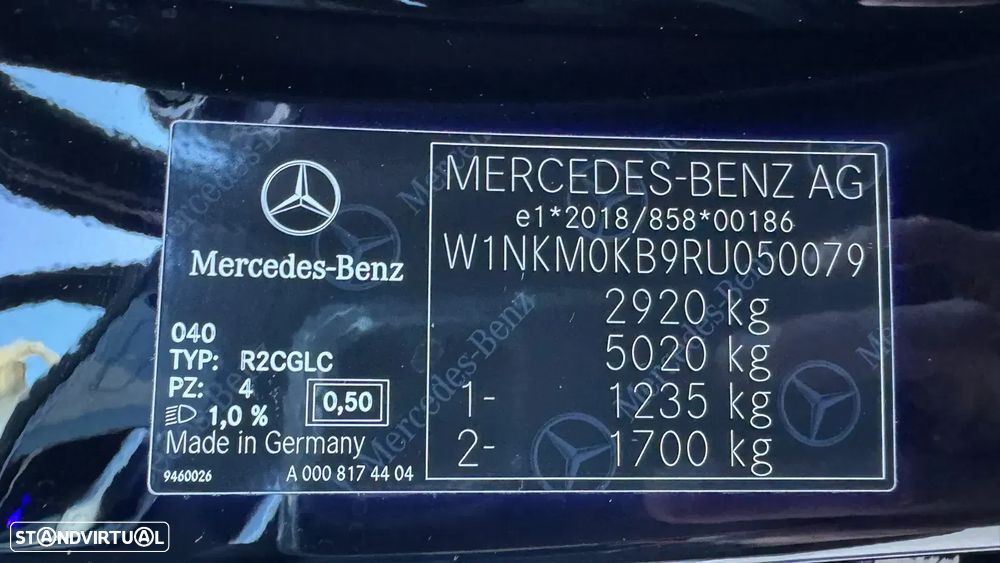 Mercedes-Benz
040
TYP: R2CGLC
PZ: 4
1,0 % 0,50
Made in Germany
9460026 A 000 817 44 04
MERCEDES-BENZ AG
e1*2018/858*00186
W1NKM0KB9RU050079
2920 kg
5020 kg
1- 1235 kg
2- 1700 kg
Mercedes-Benz
STANDVIRTUAL